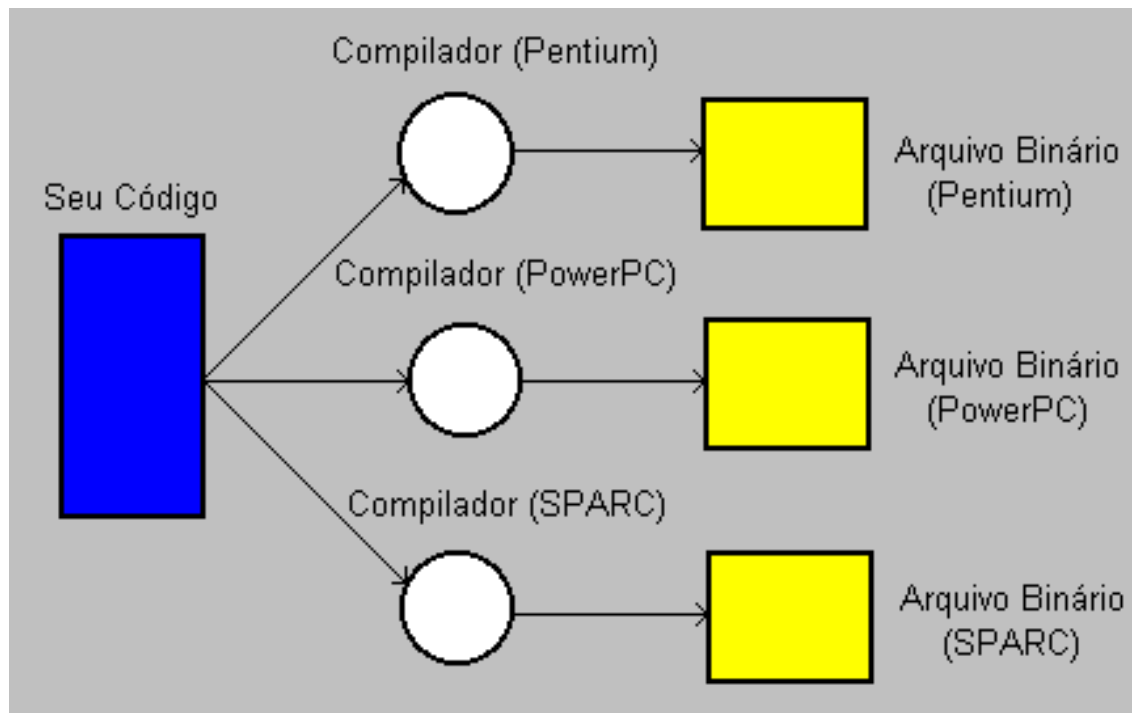 Compilador (Pentium)
Arquivo Binário
(Pentium)
Seu Código
Compilador (PowerPC)
Arquivo Binário
(PowerPC)
Compilador (SPARC)
Arquivo Binário
(SPARC)